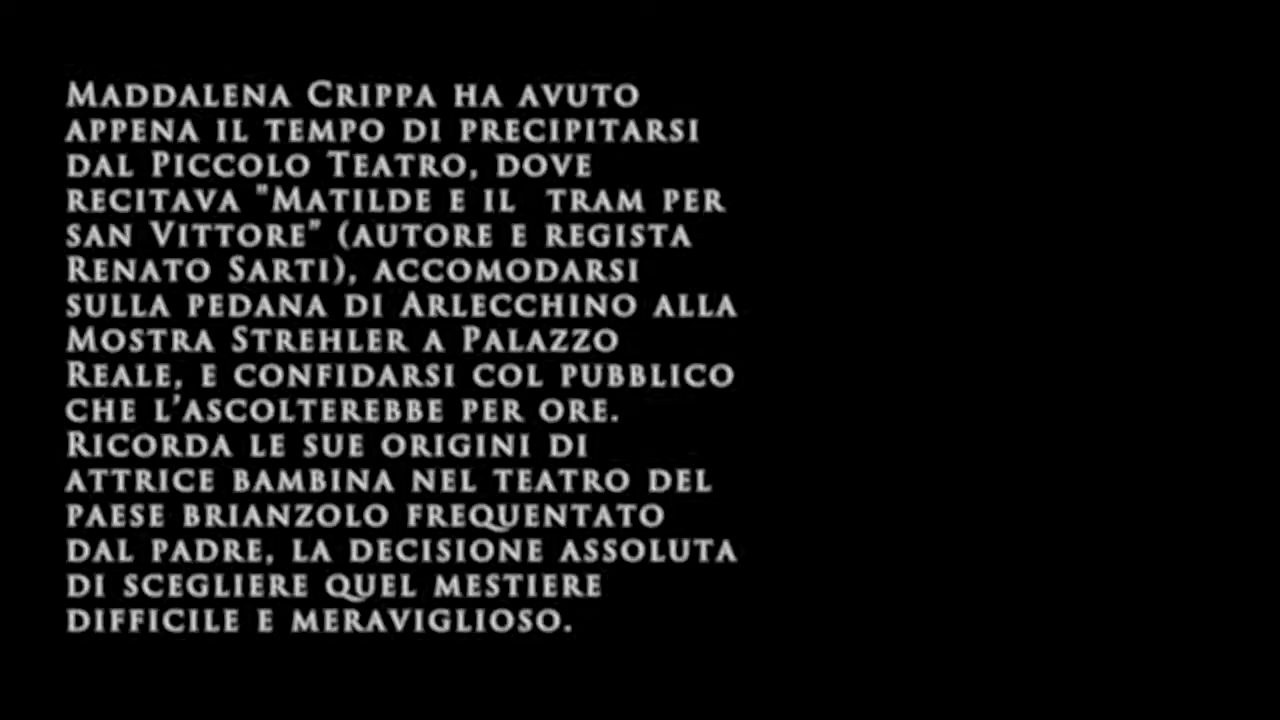 Maddalena Crippa ha avuto
appena il tempo di precipitarsi
dal Piccolo Teatro, dove
recitava "Matilde e il  tram per
san Vittore" (autore e regista
Renato Sarti), accomodarsi
sulla pedana di Arlecchino alla
Mostra Strehler a Palazzo
Reale, e confidarsi col pubblico
che l'ascolterebbe per ore.
Ricorda le sue origini di
attrice bambina nel teatro del
paese brianzolo frequentato
dal padre, la decisione assoluta
di scegliere quel mestiere
difficile e meraviglioso.